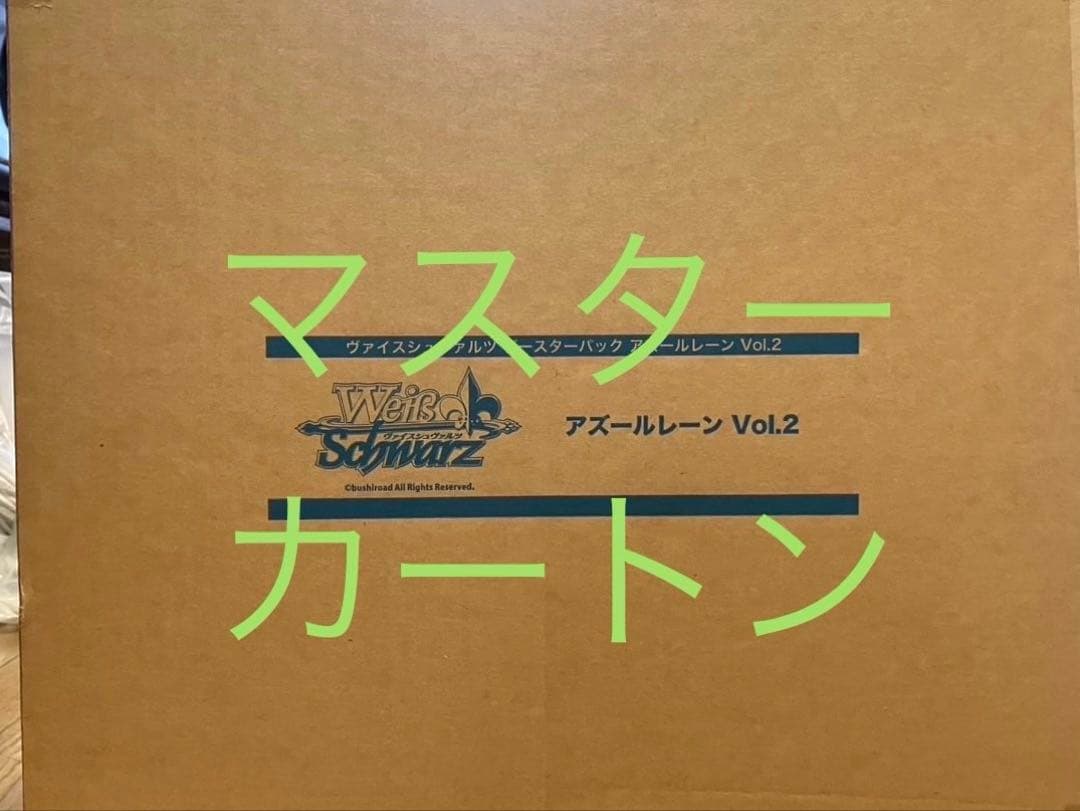 マスター
ヴァイスシュヴァルツ ブースターパック アズールレーン Vol.2
Weiß
ヴァイスシュヴァルツ
Schwarz
アズールレーン Vol.2
©bushiroad All Rights Reserved.
カートン